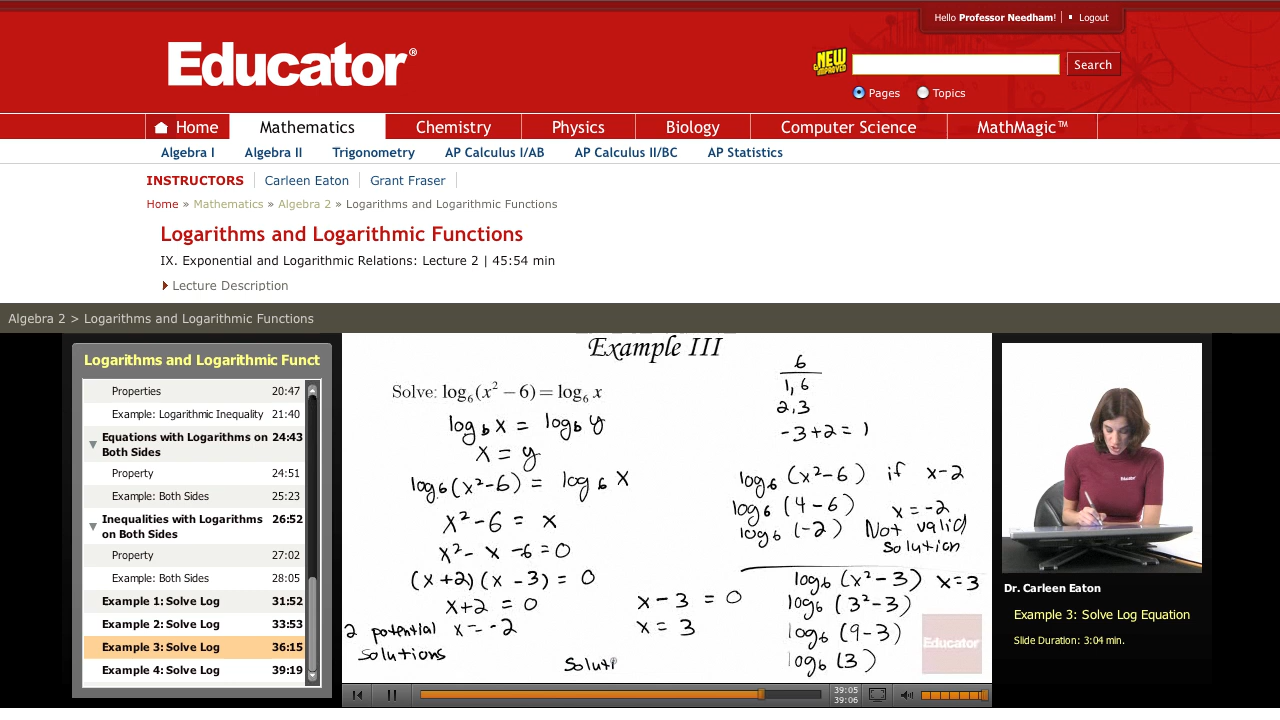 Hello Professor Needham! Logout
Educator®
NEW
& IMPROVED
Search
Pages Topics
Home Mathematics Chemistry Physics Biology Computer Science MathMagic™
Algebra I Algebra II Trigonometry AP Calculus I/AB AP Calculus II/BC AP Statistics
INSTRUCTORS Carleen Eaton Grant Fraser
Home » Mathematics » Algebra 2 » Logarithms and Logarithmic Functions
Logarithms and Logarithmic Functions
IX. Exponential and Logarithmic Relations: Lecture 2 | 45:54 min
Lecture Description
Algebra 2 > Logarithms and Logarithmic Functions
Logarithms and Logarithmic Funct
Properties 20:47
Example: Logarithmic Inequality 21:40
Equations with Logarithms on 24:43
Both Sides
Property 24:51
Example: Both Sides 25:23
Inequalities with Logarithms 26:52
on Both Sides
Property 27:02
Example: Both Sides 28:05
Example 1: Solve Log 31:52
Example 2: Solve Log 33:53
Example 3: Solve Log 36:15
Example 4: Solve Log 39:19
Example III
Solve: log₆(x² − 6) = log₆ x
log_b x = log_b y
x = y
log₆(x²-6) = log₆ x
x²-6 = x
x²- x -6=0
(x+2)(x-3) = 0
x+2 = 0
x=-2
2 potential
solutions
x-3 = 0
x = 3
Soluti
6
1,6
2,3
-3+2=1
log₆ (x²-6) if x-2
log₆ (4-6) x=-2
log₆ (-2) Not valid
solution
log₆ (x²-3) x=3
log₆ (3²-3)
log₆ (9-3)
log₆ (3)
Educator
39:05
39:06
Educator
Dr. Carleen Eaton
Example 3: Solve Log Equation
Slide Duration: 3:04 min.